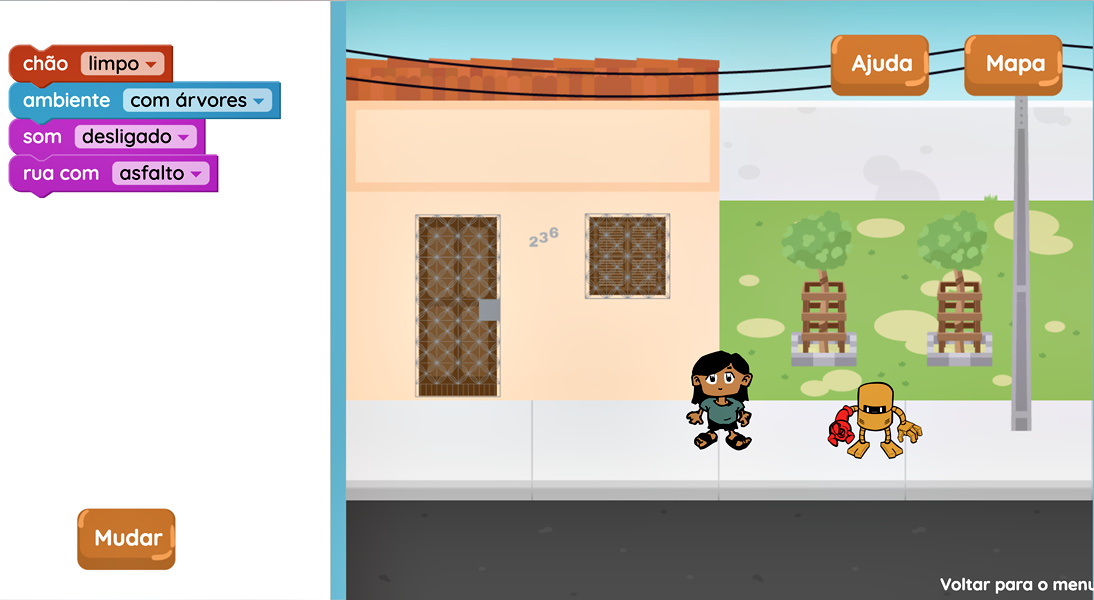 chão limpo
ambiente com árvores
som desligado
rua com asfalto
Mudar
Ajuda
Mapa
236
Voltar para o menu